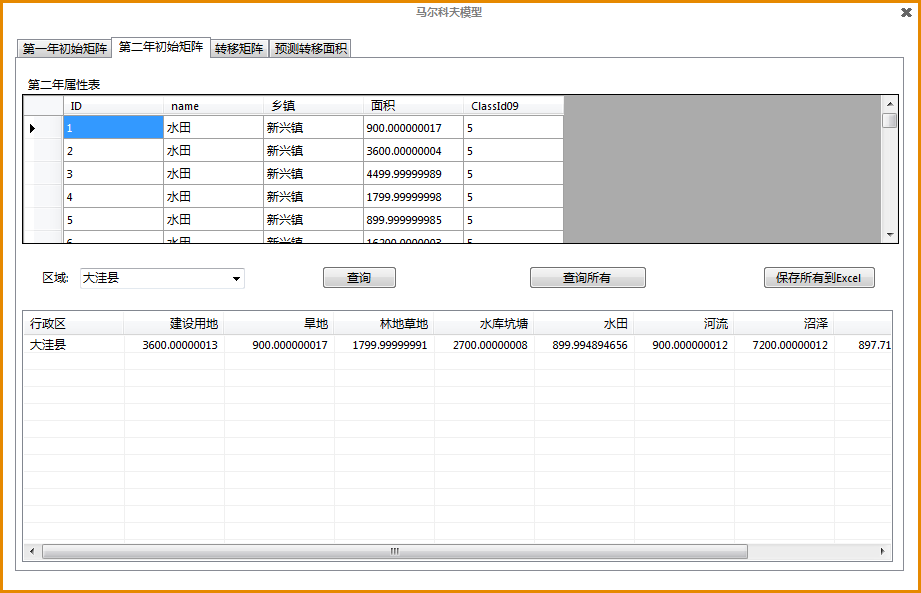 马尔科夫模型
第一年初始矩阵 第二年初始矩阵 转移矩阵 预测转移面积
第二年属性表
ID name 乡镇 面积 ClassId09
1 水田 新兴镇 900.000000017 5
2 水田 新兴镇 3600.00000004 5
3 水田 新兴镇 4499.99999989 5
4 水田 新兴镇 1799.99999998 5
5 水田 新兴镇 899.999999985 5
6 水田 新兴镇 16200.0000003 5
区域: 大洼县 查询 查询所有 保存所有到Excel
行政区 建设用地 旱地 林地草地 水库坑塘 水田 河流 沼泽
大洼县 3600.00000013 900.000000017 1799.99999991 2700.00000008 899.994894656 900.000000012 7200.00000012 897.71